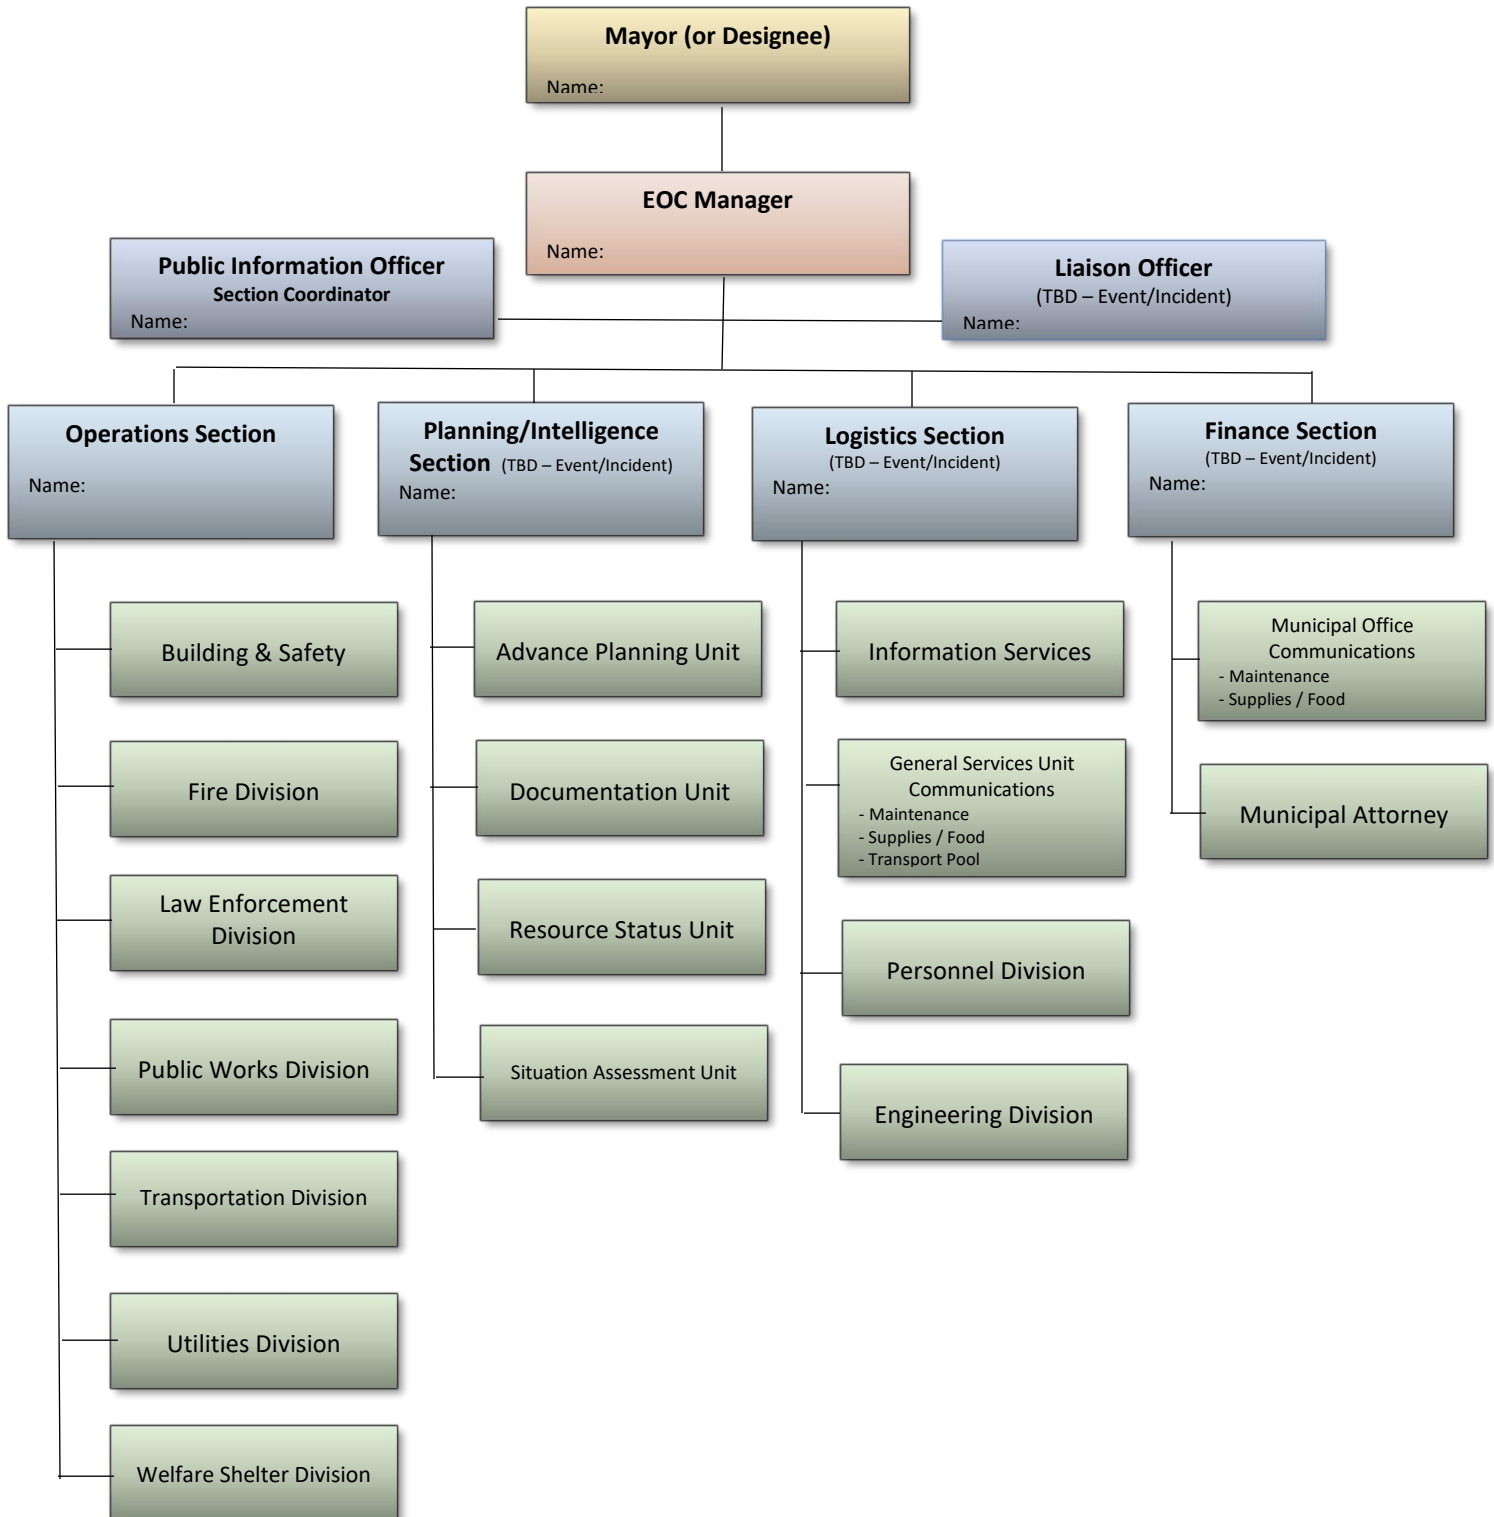 Mayor (or Designee)
Name:
EOC Manager
Name:
Public Information Officer
Section Coordinator
Name:
Liaison Officer
(TBD – Event/Incident)
Name:
Operations Section
Name:
Planning/Intelligence
Section (TBD – Event/Incident)
Name:
Logistics Section
(TBD – Event/Incident)
Name:
Finance Section
(TBD – Event/Incident)
Name:
Building & Safety
Fire Division
Law Enforcement
Division
Public Works Division
Transportation Division
Utilities Division
Welfare Shelter Division
Advance Planning Unit
Documentation Unit
Resource Status Unit
Situation Assessment Unit
Information Services
General Services Unit
Communications
- Maintenance
- Supplies / Food
- Transport Pool
Personnel Division
Engineering Division
Municipal Office
Communications
- Maintenance
- Supplies / Food
Municipal Attorney